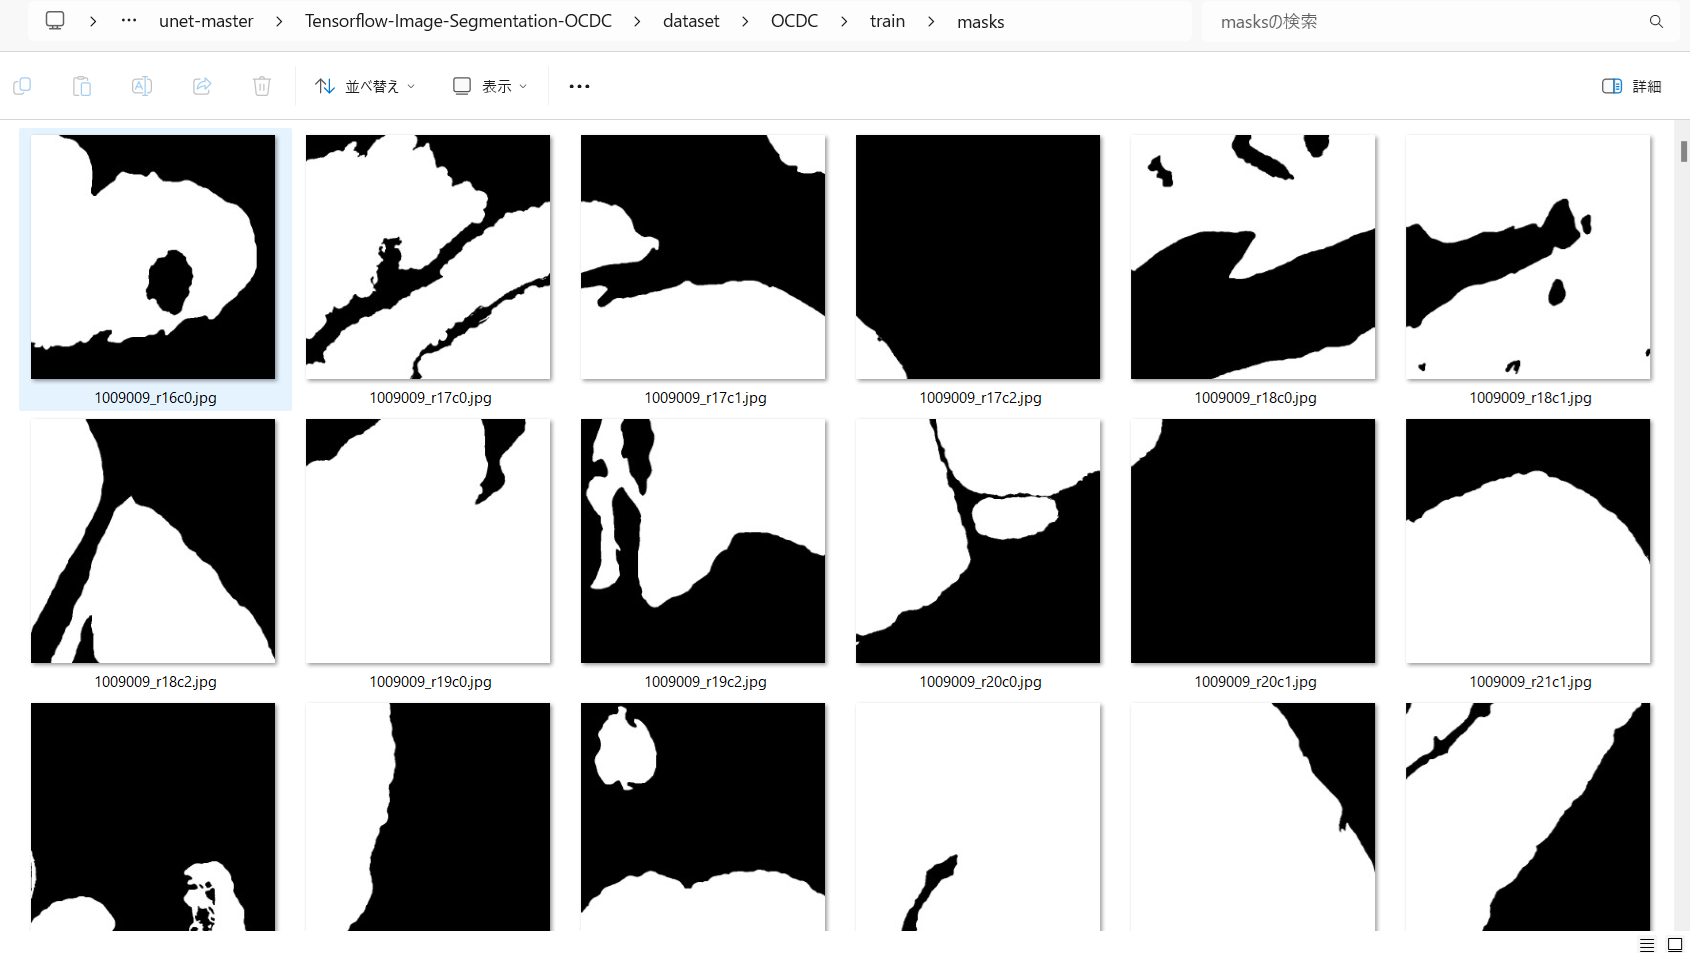 unet-master > Tensorflow-Image-Segmentation-OCDC > dataset > OCDC > train > masks
masksの検索
並べ替え 表示 詳細
1009009_r16c0.jpg 1009009_r17c0.jpg 1009009_r17c1.jpg 1009009_r17c2.jpg 1009009_r18c0.jpg 1009009_r18c1.jpg
1009009_r18c2.jpg 1009009_r19c0.jpg 1009009_r19c2.jpg 1009009_r20c0.jpg 1009009_r20c1.jpg 1009009_r21c1.jpg